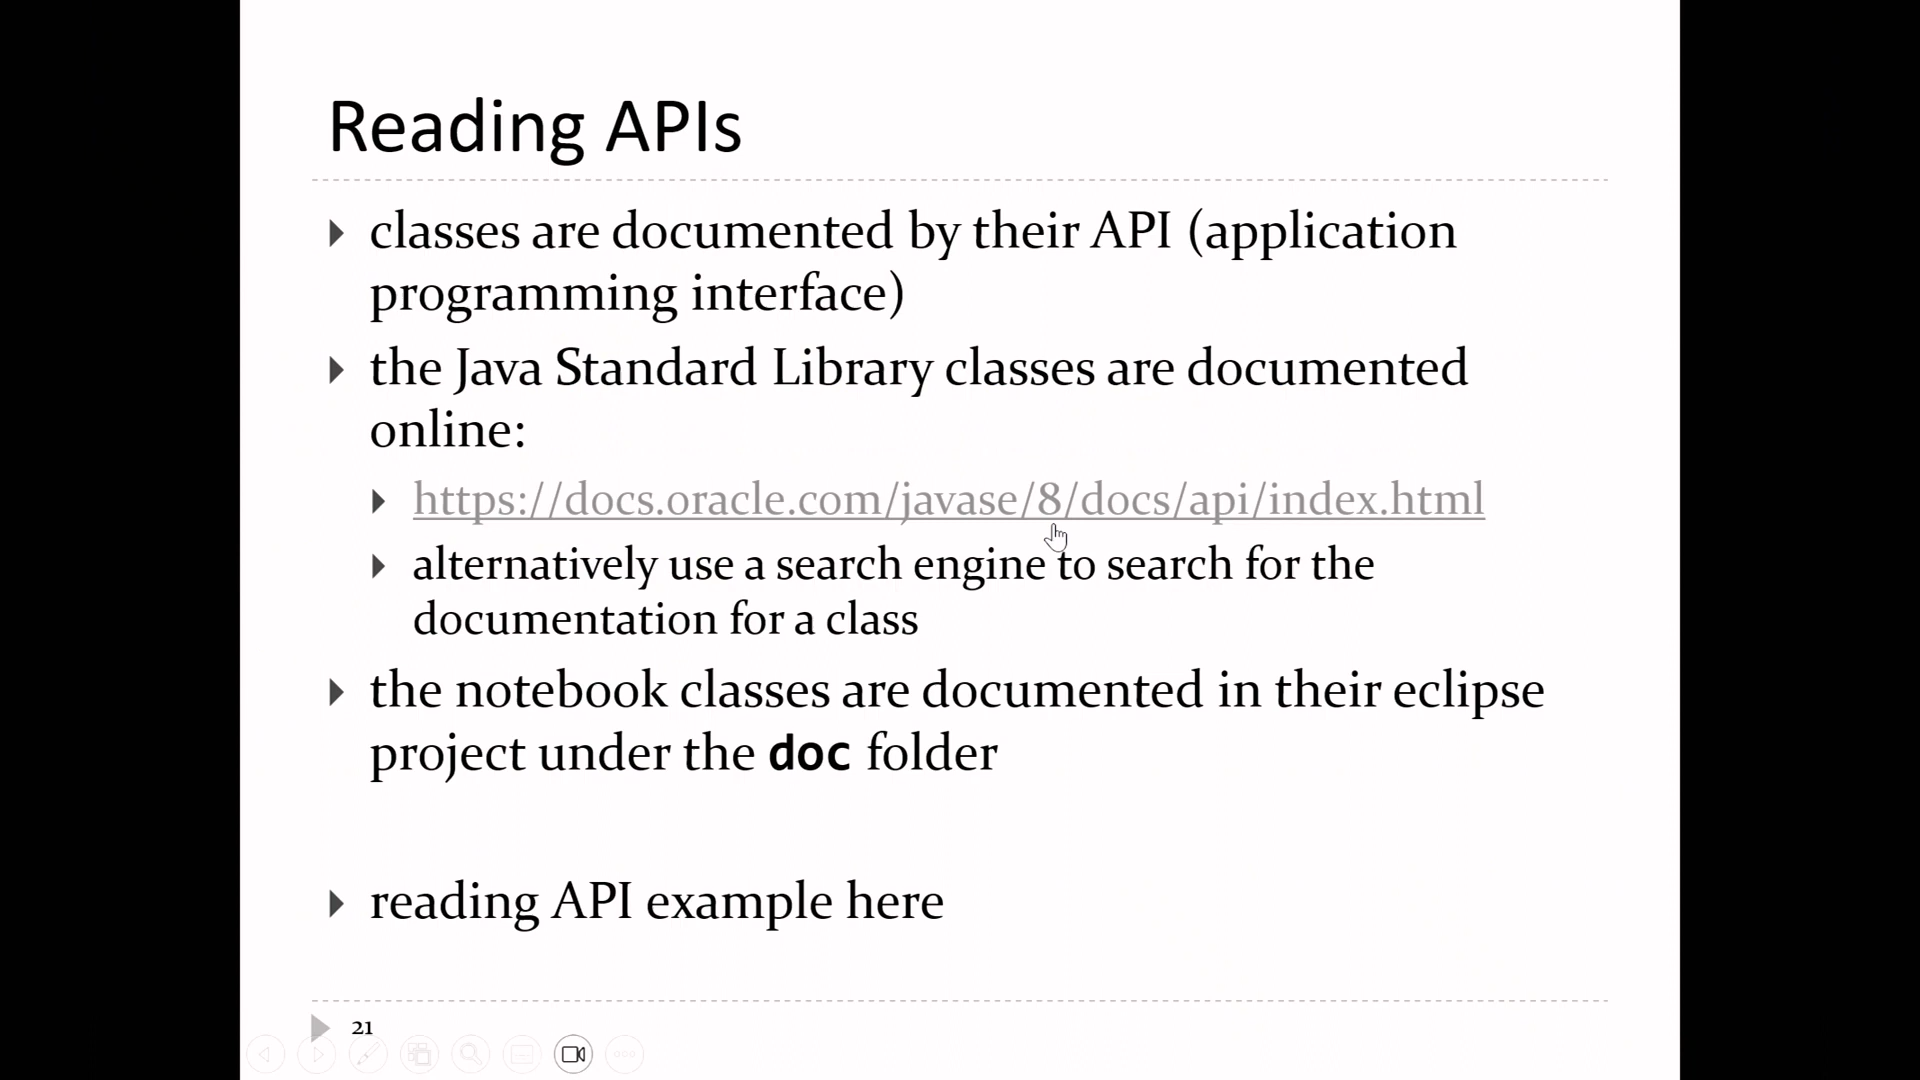 Reading APIs
classes are documented by their API (application
programming interface)
the Java Standard Library classes are documented
online:
https://docs.oracle.com/javase/8/docs/api/index.html
alternatively use a search engine to search for the
documentation for a class
the notebook classes are documented in their eclipse
project under the doc folder
reading API example here
21